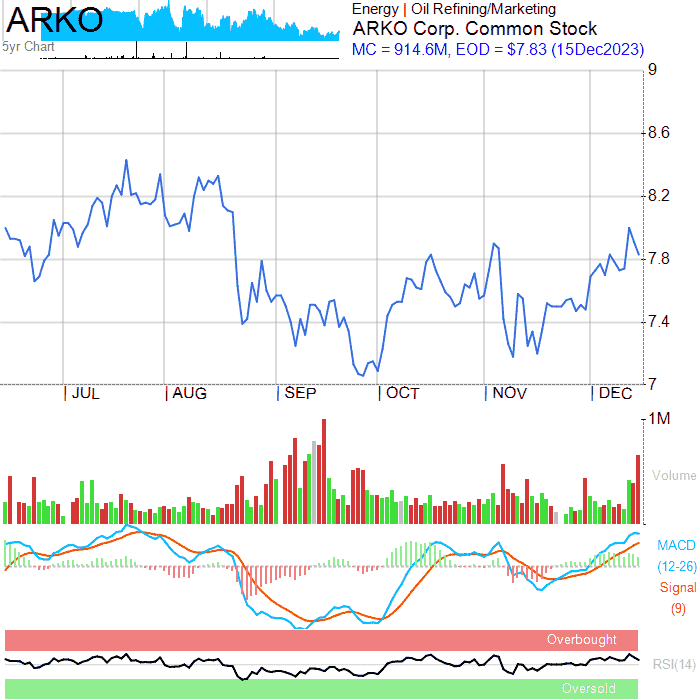 ARKO
5yr Chart
Energy | Oil Refining/Marketing
ARKO Corp. Common Stock
MC = 914.6M, EOD = $7.83 (15Dec2023)
9
8.6
8.2
7.8
7.4
7
JUL AUG SEP OCT NOV DEC
1M
Volume
MACD
(12-26)
Signal
(9)
Overbought
RSI(14)
Oversold